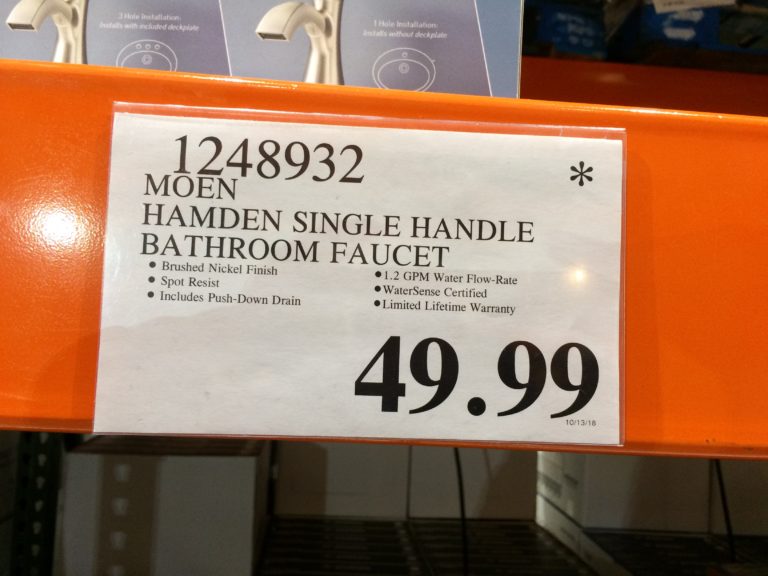 3 Hole Installation:
Installs with included deckplate
1 Hole Installation:
Installs without deckplate
1248932
*
MOEN
HAMDEN SINGLE HANDLE
BATHROOM FAUCET
• Brushed Nickel Finish
• Spot Resist
• Includes Push-Down Drain
• 1.2 GPM Water Flow-Rate
• WaterSense Certified
• Limited Lifetime Warranty
49.99
10/13/18